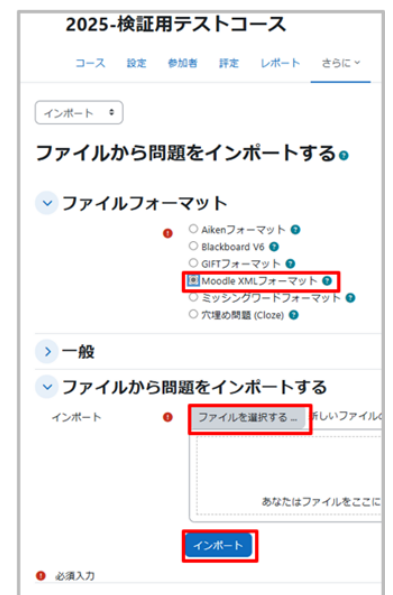 2025-検証用テストコース
コース 設定 参加者 評定 レポート さらに
インポート
ファイルから問題をインポートする
ファイルフォーマット
Aikenフォーマット
Blackboard V6
GIFTフォーマット
Moodle XMLフォーマット
ミッシングワードフォーマット
穴埋め問題 (Cloze)
一般
ファイルから問題をインポートする
インポート ファイルを選択する ... 新しいファイルの
あなたはファイルをここに
インポート
必須入力